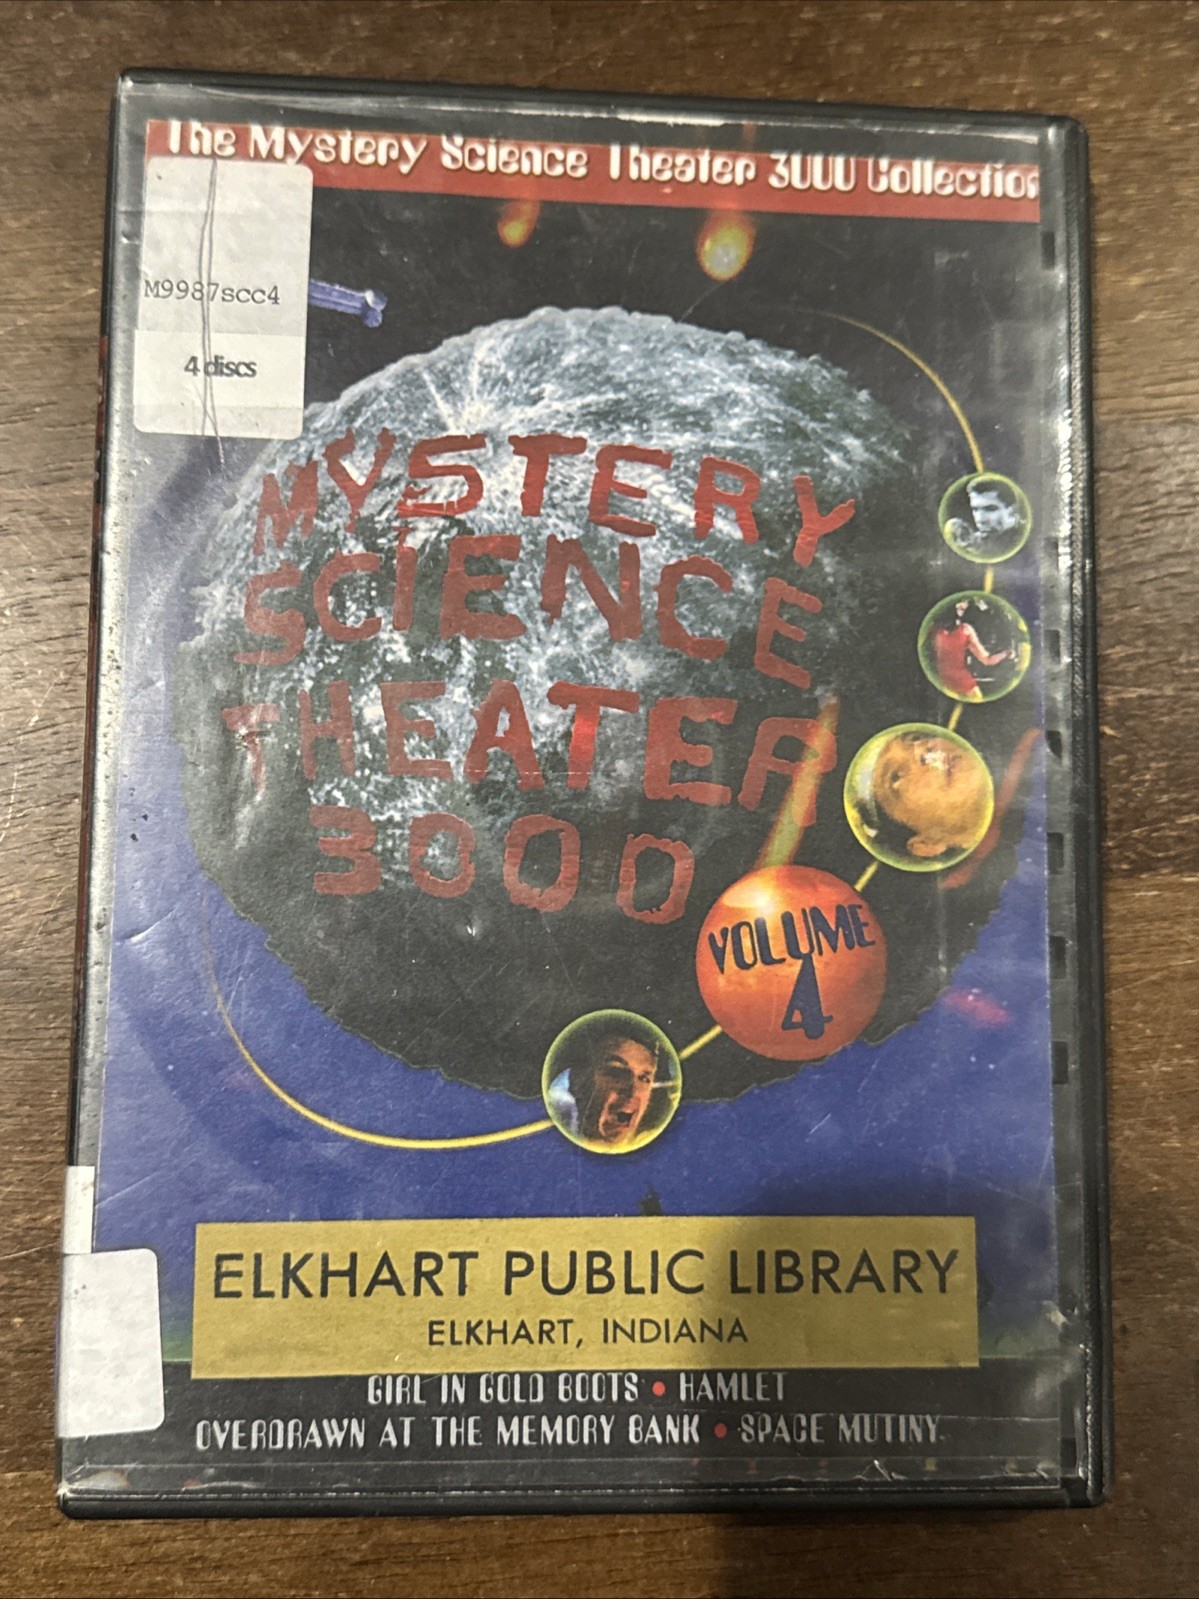 The Mystery Science Theater 3000 Collection
M9987scc4
4 discs
MYSTERY
SCIENCE
THEATER
3000
VOLUME
4
ELKHART PUBLIC LIBRARY
ELKHART, INDIANA
GIRL IN GOLD BOOTS • HAMLET
OVERDRAWN AT THE MEMORY BANK • SPACE MUTINY